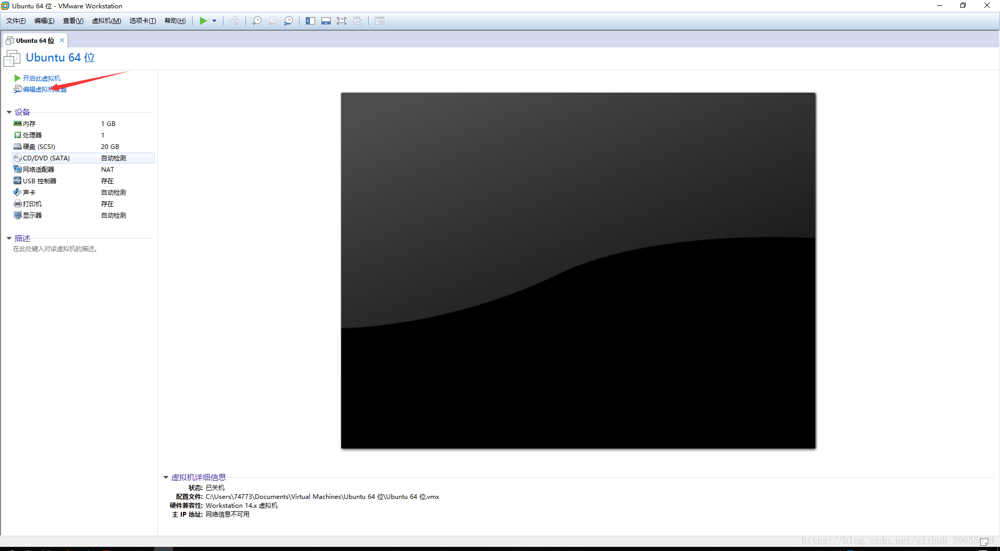 Ubuntu 64 位 - VMware Workstation
文件(F) 编辑(E) 查看(V) 虚拟机(M) 选项卡(T) 帮助(H)
Ubuntu 64 位
Ubuntu 64 位
开启此虚拟机
编辑虚拟机设置
设备
内存 1 GB
处理器 1
硬盘 (SCSI) 20 GB
CD/DVD (SATA) 自动检测
网络适配器 NAT
USB 控制器 存在
声卡 自动检测
打印机 存在
显示器 自动检测
描述
在此处键入对该虚拟机的描述。
虚拟机详细信息
状态: 已关机
配置文件: C:\Users\74773\Documents\Virtual Machines\Ubuntu 64 位\Ubuntu 64 位.vmx
硬件兼容性: Workstation 14.x 虚拟机
主 IP 地址: 网络信息不可用
https://blog.csdn.net/github_39655029